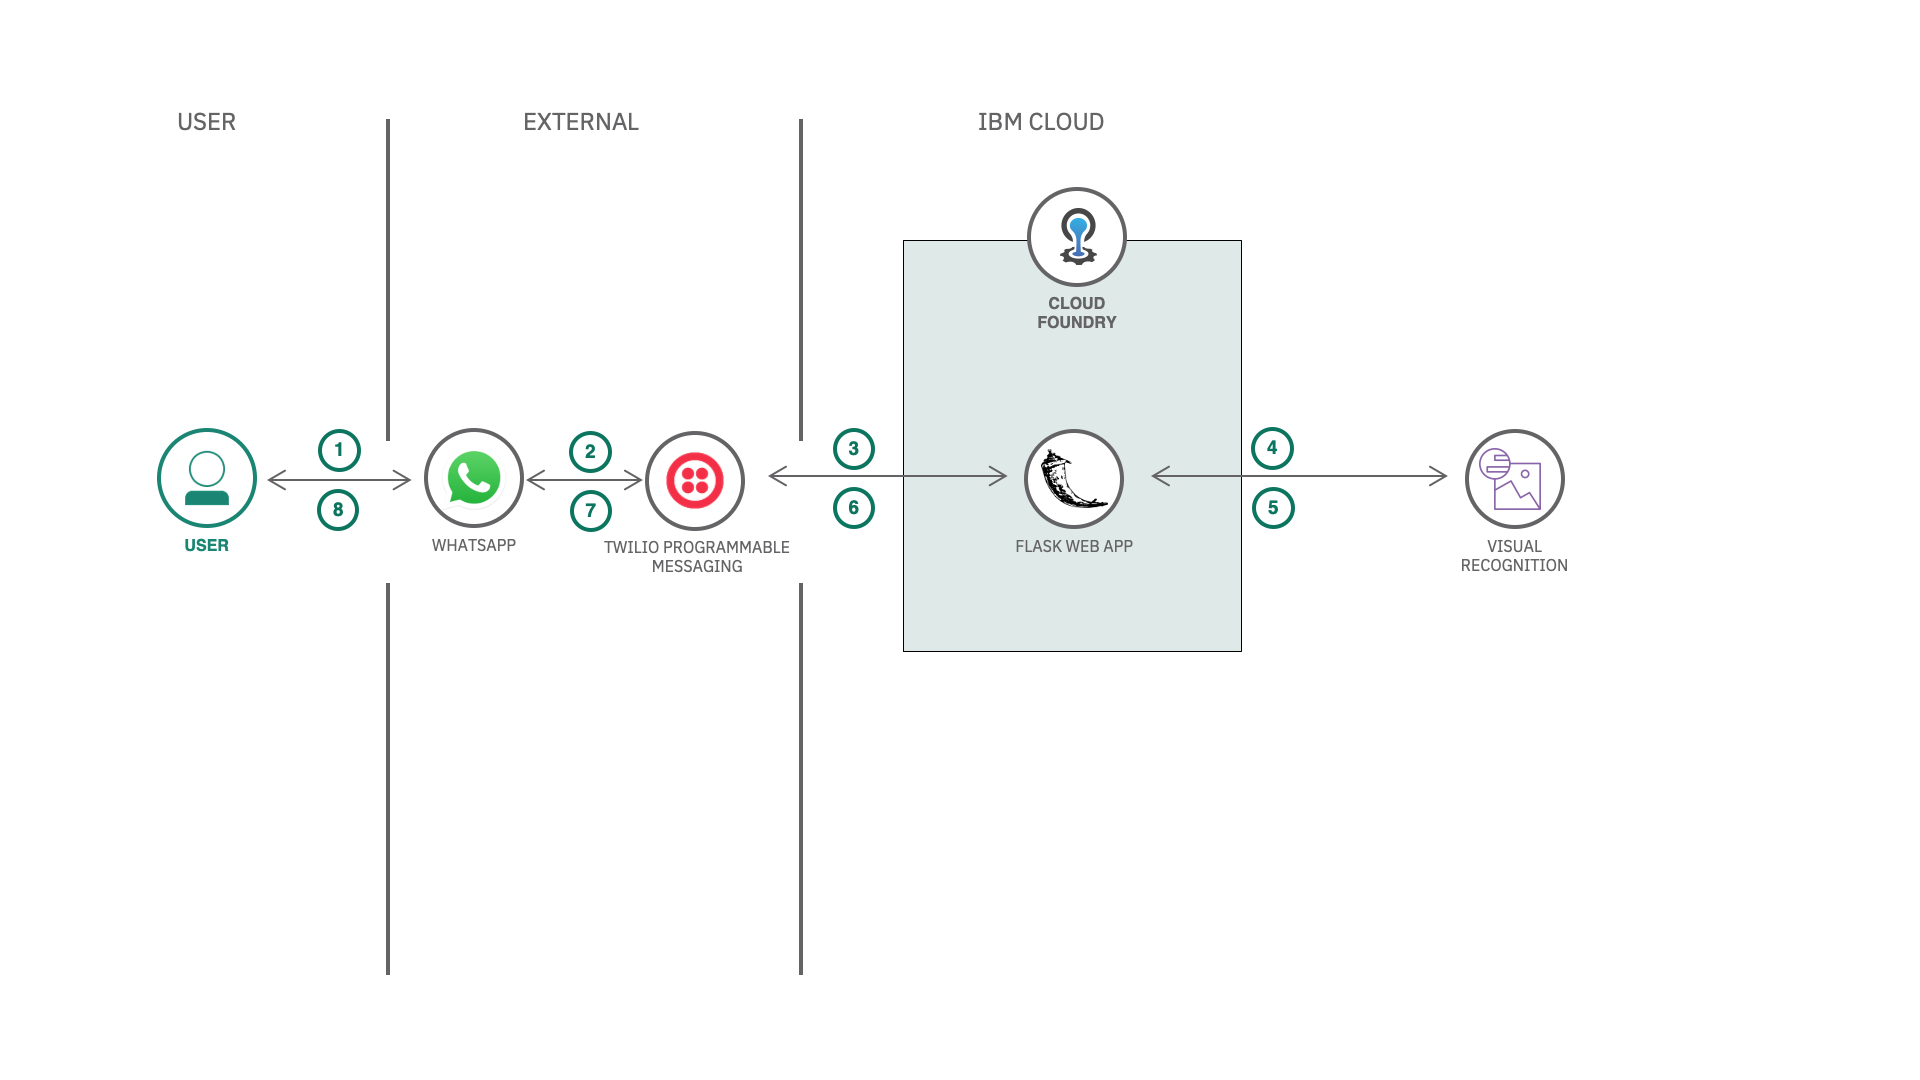 USER
EXTERNAL
IBM CLOUD
CLOUD
FOUNDRY
1
2
3
4
8
7
6
5
USER
WHATSAPP
TWILIO PROGRAMMABLE
MESSAGING
FLASK WEB APP
VISUAL
RECOGNITION